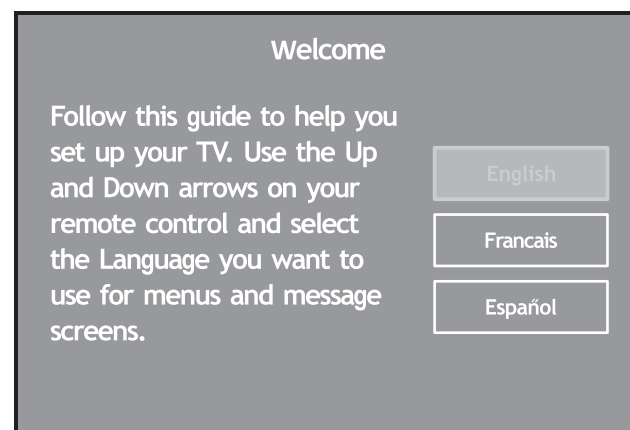 Welcome
Follow this guide to help you
set up your TV. Use the Up
and Down arrows on your
remote control and select
the Language you want to
use for menus and message
screens.
English
Francais
Español